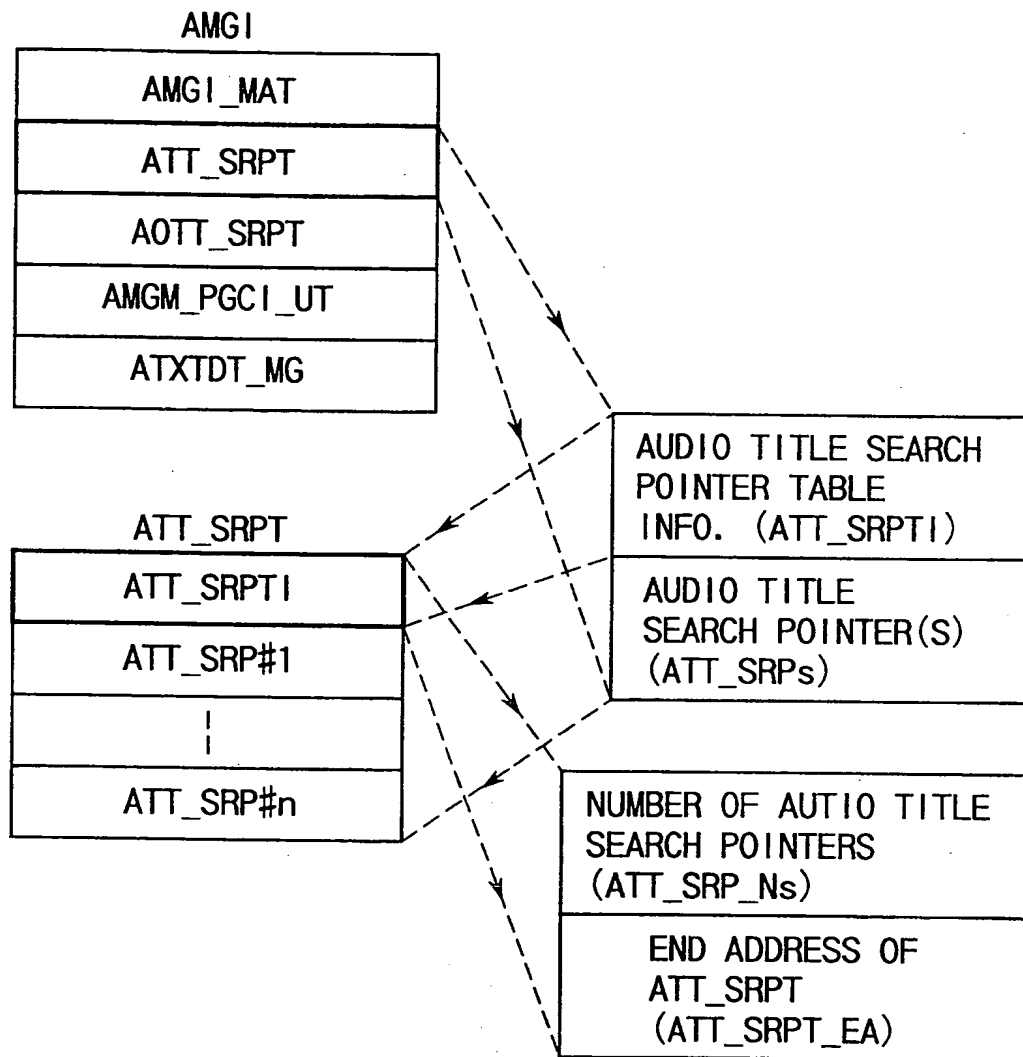 AMGI
AMGI_MAT
ATT_SRPT
AOTT_SRPT
AMGM_PGCI_UT
ATXTDT_MG
AUDIO TITLE SEARCH
POINTER TABLE
INFO. (ATT_SRPTI)
AUDIO TITLE
SEARCH POINTER(S)
(ATT_SRPs)
ATT_SRPT
ATT_SRPTI
ATT_SRP#1
ATT_SRP#n
NUMBER OF AUTIO TITLE
SEARCH POINTERS
(ATT_SRP_Ns)
END ADDRESS OF
ATT_SRPT
(ATT_SRPT_EA)